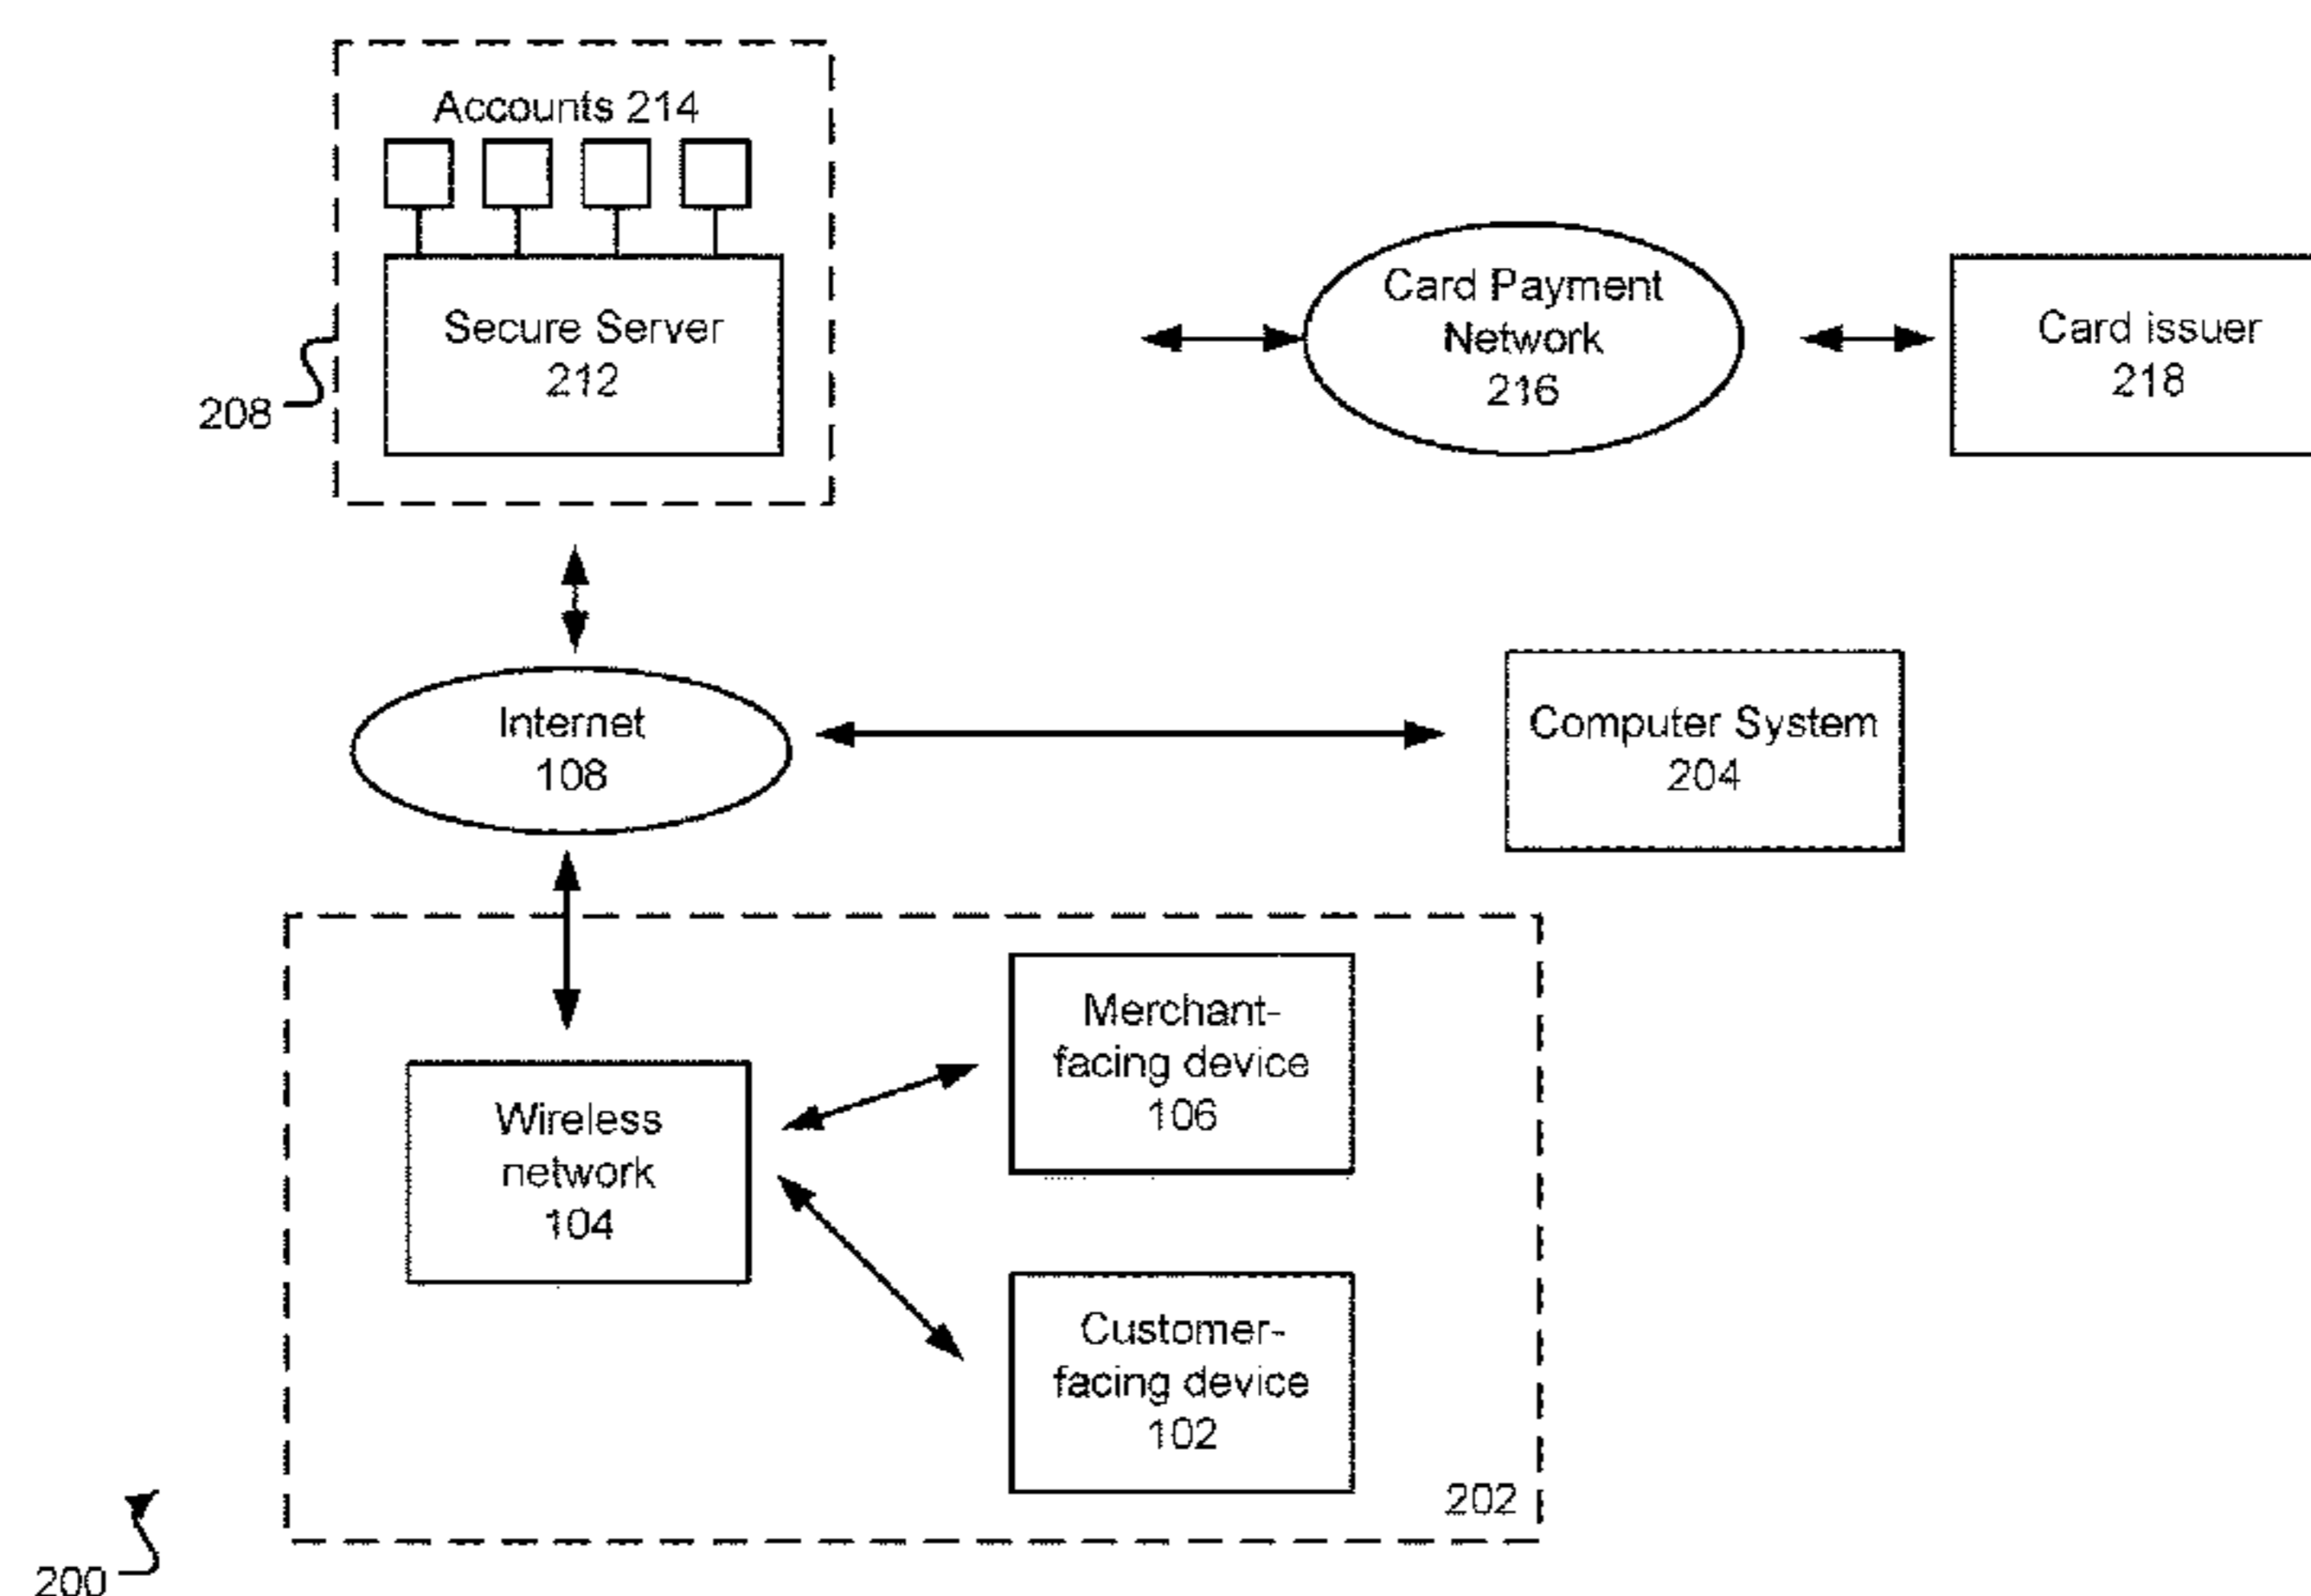 Accounts 214
Secure Server
212
208
Card Payment
Network
216
Card issuer
218
Internet
108
Computer System
204
Wireless
network
104
Merchant-
facing device
106
Customer-
facing device
102
202
200